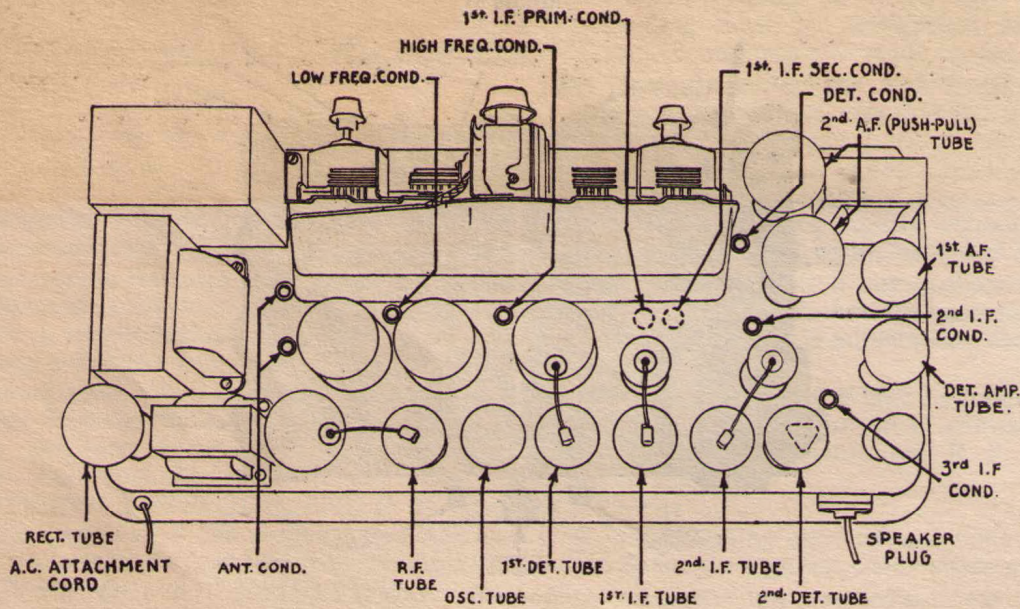 1st. I.F. PRIM. COND.
HIGH FREQ. COND.
LOW FREQ. COND.
1st. I.F. SEC. COND.
DET. COND.
2nd. A.F. (PUSH-PULL)
TUBE
1st. A.F.
TUBE
2nd I.F.
COND.
DET. AMP.
TUBE.
3rd I.F
COND.
SPEAKER
PLUG
RECT. TUBE
A.C. ATTACHMENT
CORD
ANT. COND.
R.F.
TUBE
OSC. TUBE
1st. DET. TUBE
1st. I.F. TUBE
2nd. I.F. TUBE
2nd. DET. TUBE